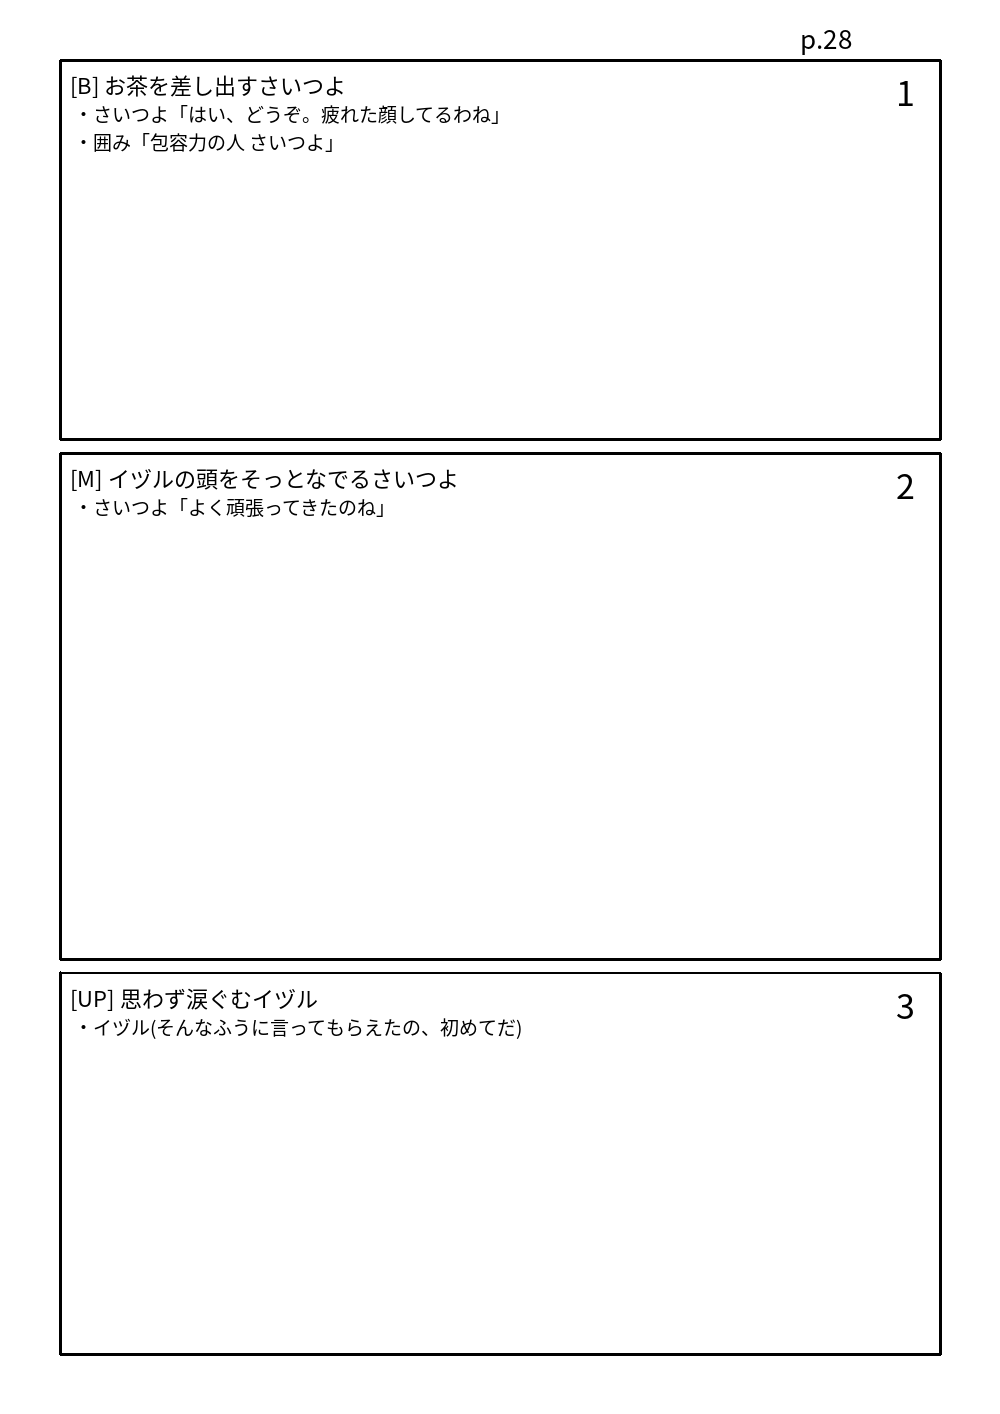 p.28
[B] お茶を差し出すさいつよ
1
・さいつよ「はい、どうぞ。疲れた顔してるわね」
・囲み「包容力の人 さいつよ」
[M] イヅルの頭をそっとなでるさいつよ
2
・さいつよ「よく頑張ってきたのね」
[UP] 思わず涙ぐむイヅル
3
・イヅル(そんなふうに言ってもらえたの、初めてだ)